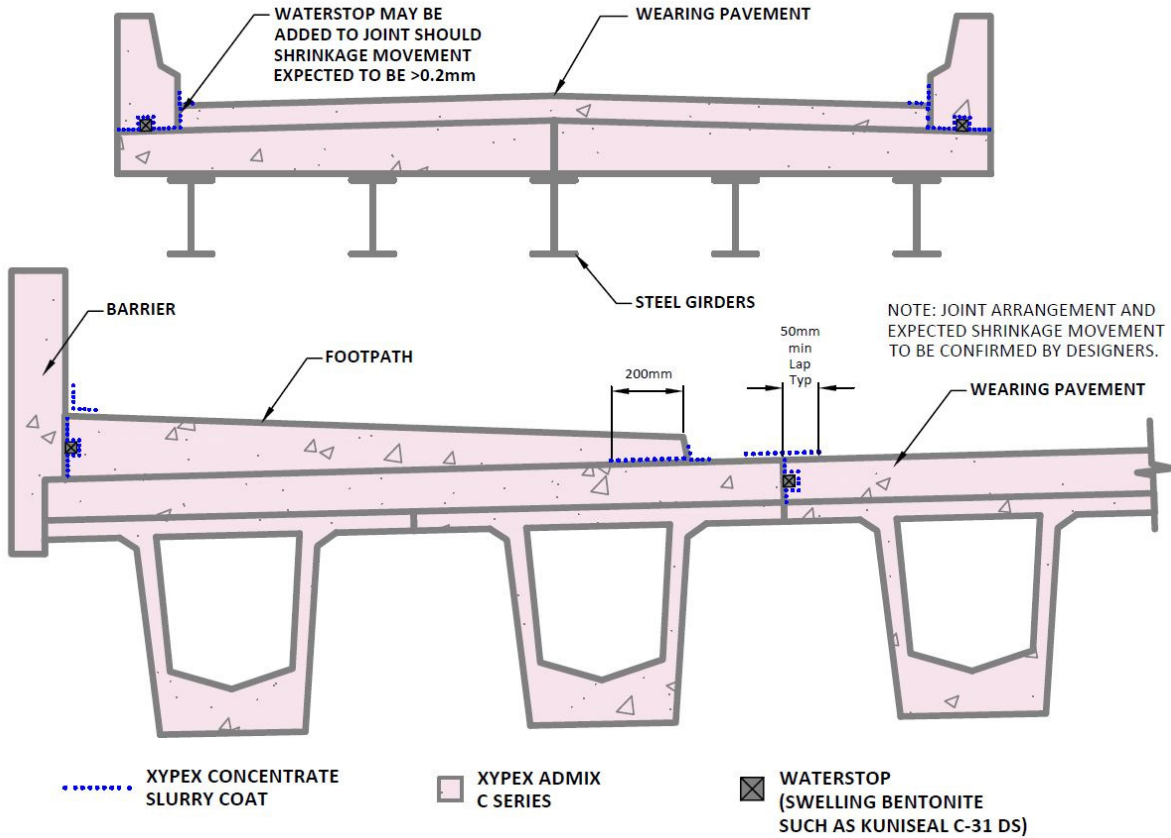 WATERSTOP MAY BE
ADDED TO JOINT SHOULD
SHRINKAGE MOVEMENT
EXPECTED TO BE >0.2mm
WEARING PAVEMENT
STEEL GIRDERS
BARRIER
FOOTPATH
200mm
50mm
min
Lap
Typ
NOTE: JOINT ARRANGEMENT AND
EXPECTED SHRINKAGE MOVEMENT
TO BE CONFIRMED BY DESIGNERS.
WEARING PAVEMENT
XYPEX CONCENTRATE
SLURRY COAT
XYPEX ADMIX
C SERIES
WATERSTOP
(SWELLING BENTONITE
SUCH AS KUNISEAL C-31 DS)